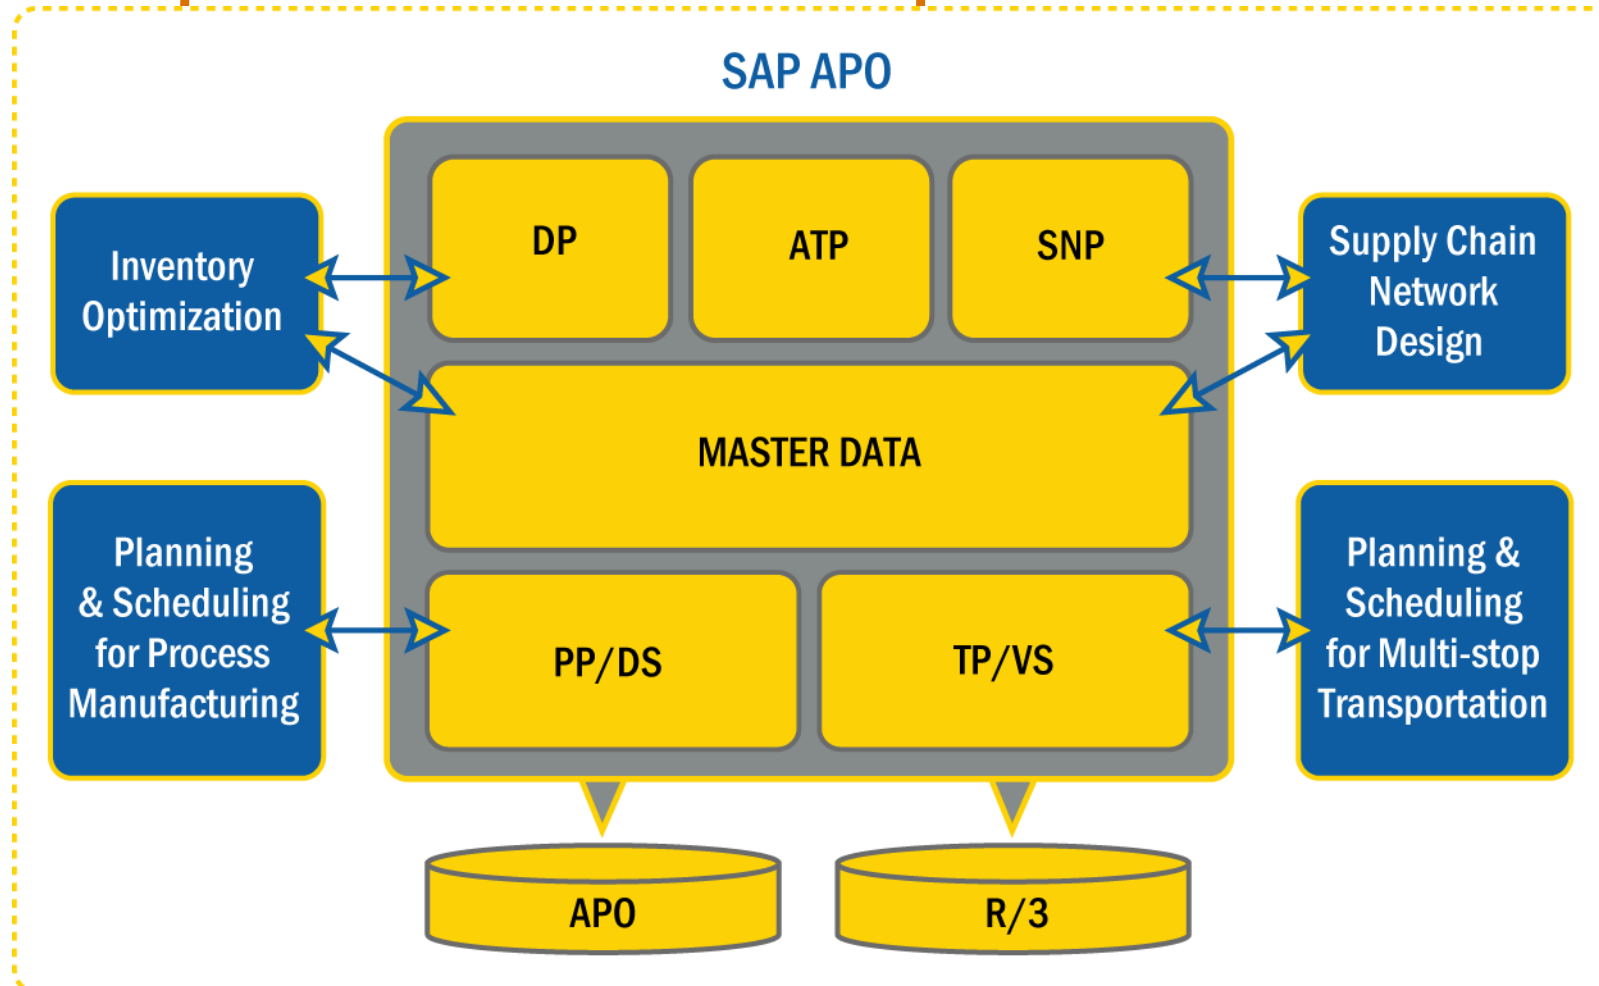 SAP APO
DP
ATP
SNP
Inventory
Optimization
Supply Chain
Network
Design
MASTER DATA
Planning
& Scheduling
for Process
Manufacturing
PP/DS
TP/VS
Planning &
Scheduling
for Multi-stop
Transportation
APO
R/3